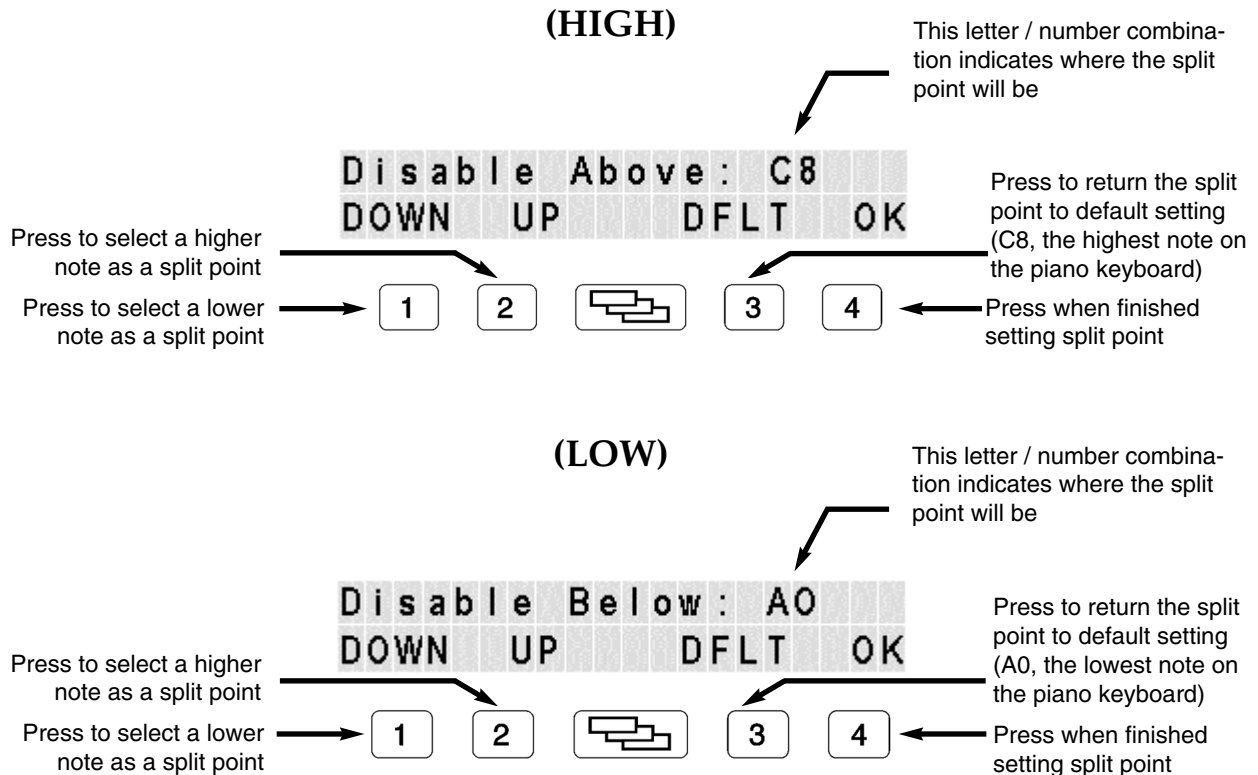 (HIGH)
This letter / number combina-
tion indicates where the split
point will be
Disable Above: C8
DOWN UP DFLT OK
Press to select a higher
note as a split point
Press to select a lower
note as a split point
1 2 3 4
Press to return the split
point to default setting
(C8, the highest note on
the piano keyboard)
Press when finished
setting split point
(LOW)
This letter / number combina-
tion indicates where the split
point will be
Disable Below: A0
DOWN UP DFLT OK
Press to select a higher
note as a split point
Press to select a lower
note as a split point
1 2 3 4
Press to return the split
point to default setting
(A0, the lowest note on
the piano keyboard)
Press when finished
setting split point